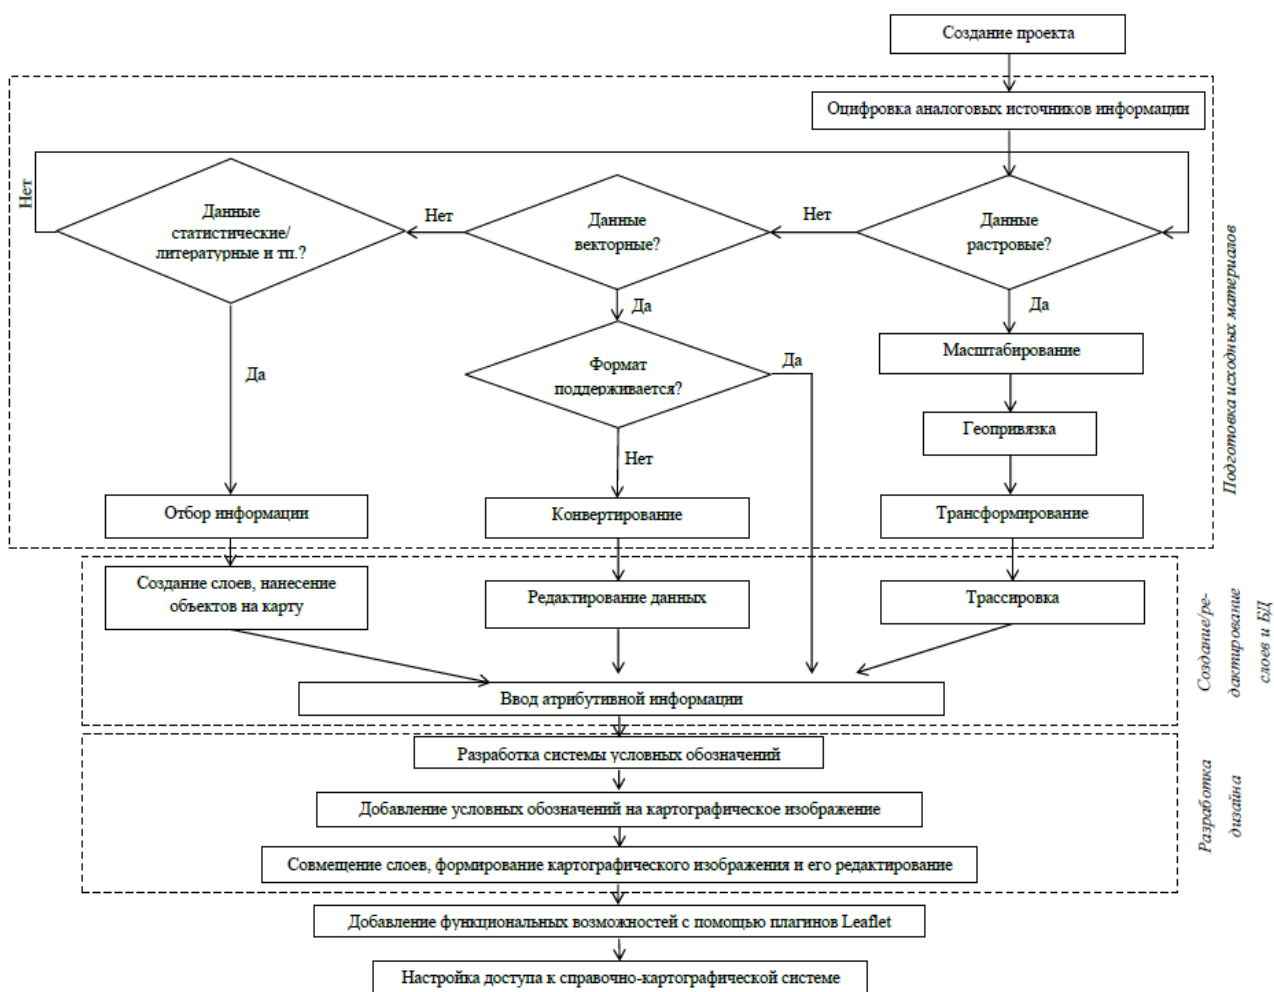 Создание проекта
Оцифровка аналоговых источников информации
Нет
Данные
статистические/
литературные и тп.?
Нет
Данные
векторные?
Нет
Данные
растровые?
Да
Да
Да
Формат
поддерживается?
Да
Нет
Масштабирование
Геопривязка
Отбор информации
Конвертирование
Трансформирование
Подготовка исходных материалов
Создание слоев, нанесение
объектов на карту
Редактирование данных
Трассировка
Ввод атрибутивной информации
Создание/ре-
дактирование
слоев и БД
Разработка системы условных обозначений
Добавление условных обозначений на картографическое изображение
Совмещение слоев, формирование картографического изображения и его редактирование
Разработка
дизайна
Добавление функциональных возможностей с помощью плагинов Leaflet
Настройка доступа к справочно-картографической системе